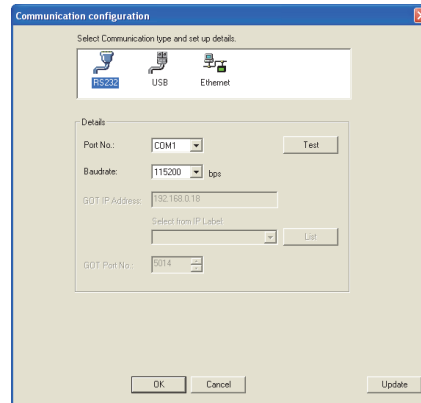 Communication configuration
Select Communication type and set up details.
RS232 USB Ethernet
Details
Port No.: COM1 Test
Baudrate: 115200 bps
GOT IP Address: 192.168.0.18
Select from IP Label
List
GOT Port No.: 5014
OK Cancel Update